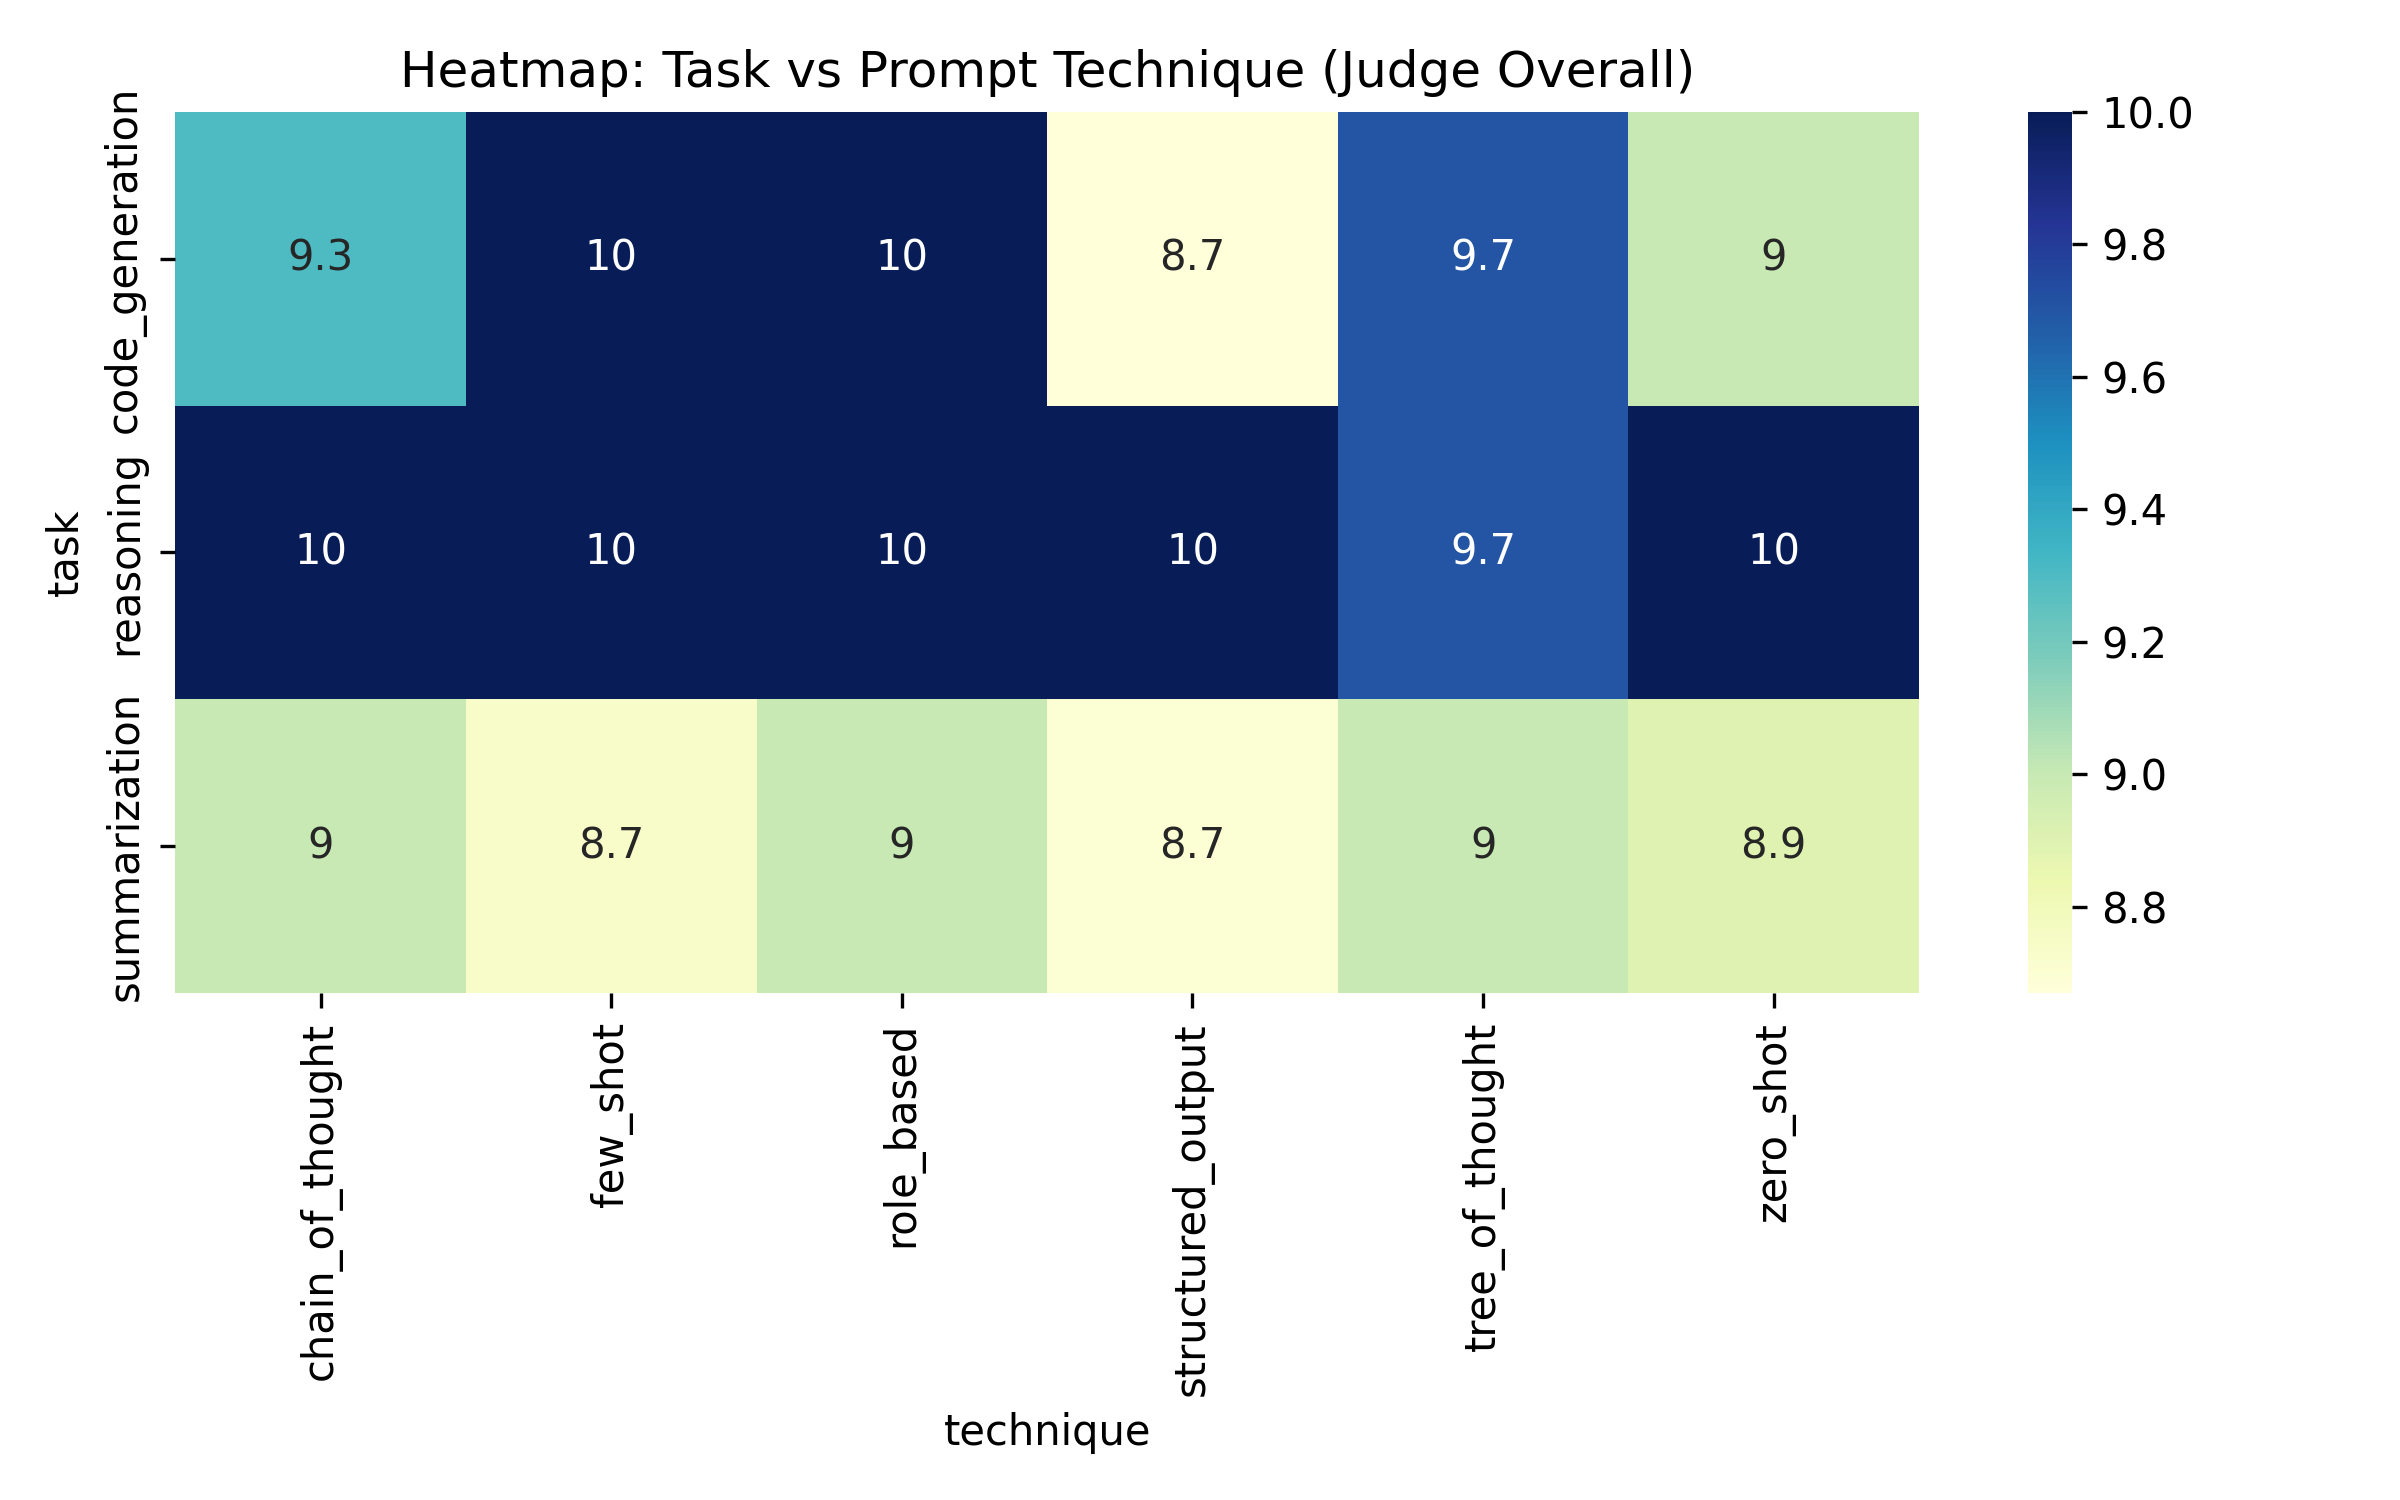 Heatmap: Task vs Prompt Technique (Judge Overall)
task
code_generation
9.3 10 10 8.7 9.7 9
reasoning
10 10 10 10 9.7 10
summarization
9 8.7 9 8.7 9 8.9
chain_of_thought
few_shot
role_based
structured_output
tree_of_thought
zero_shot
technique
10.0
9.8
9.6
9.4
9.2
9.0
8.8